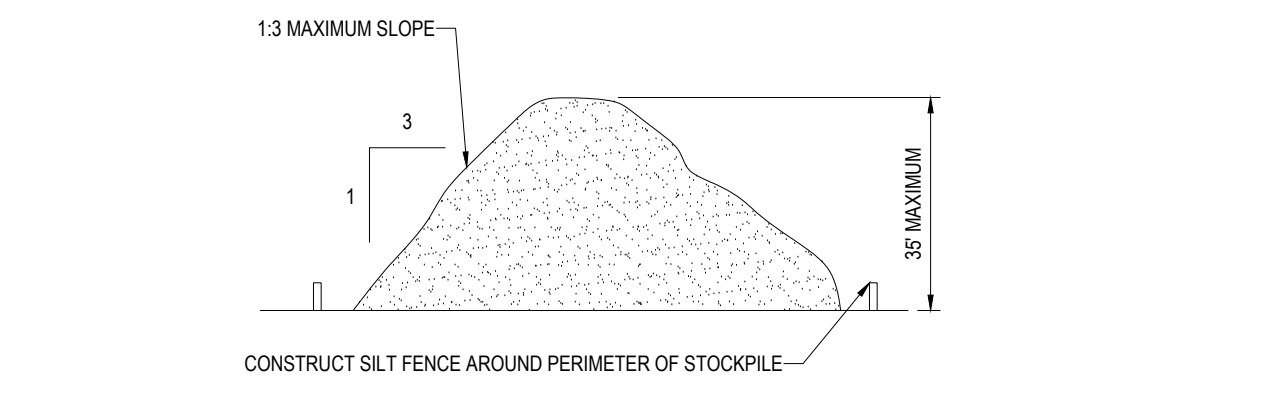 1:3 MAXIMUM SLOPE
3
1
35' MAXIMUM
CONSTRUCT SILT FENCE AROUND PERIMETER OF STOCKPILE